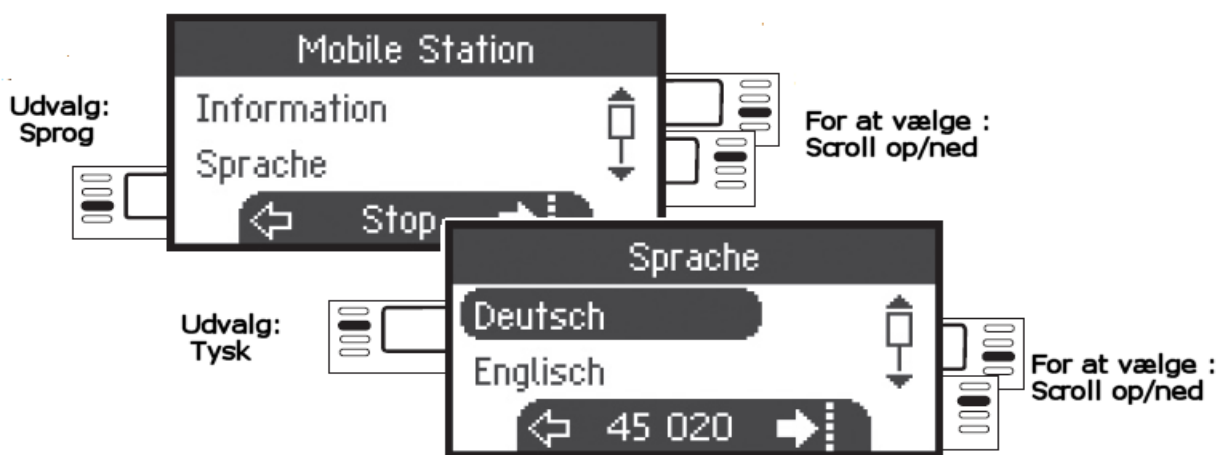 Mobile Station
Information
Sprache
Stop
Udvalg:
Sprog
For at vælge :
Scroll op/ned
Sprache
Deutsch
Englisch
45 020
Udvalg:
Tysk
For at vælge :
Scroll op/ned